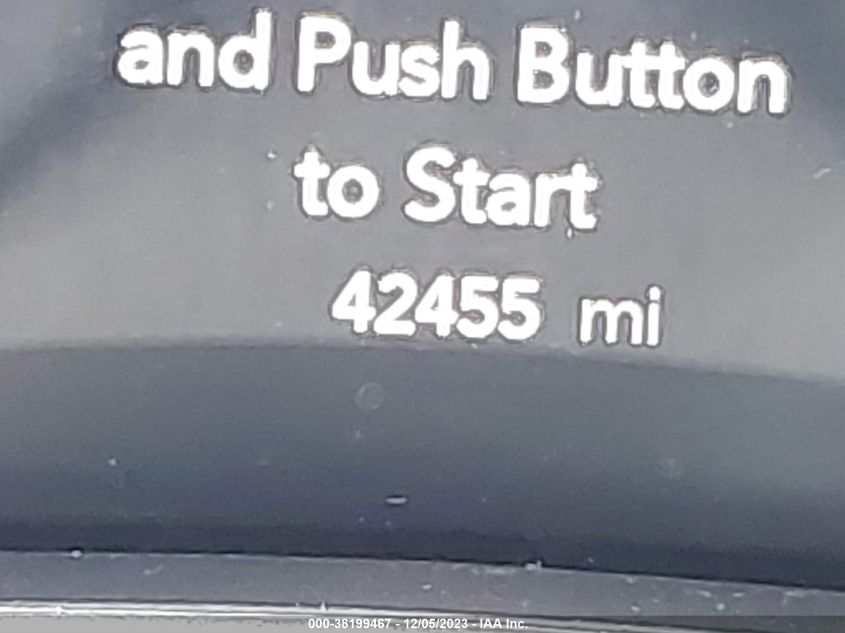 and Push Button
to Start
42455 mi
000-38199467 - 12/05/2023 - IAA Inc.